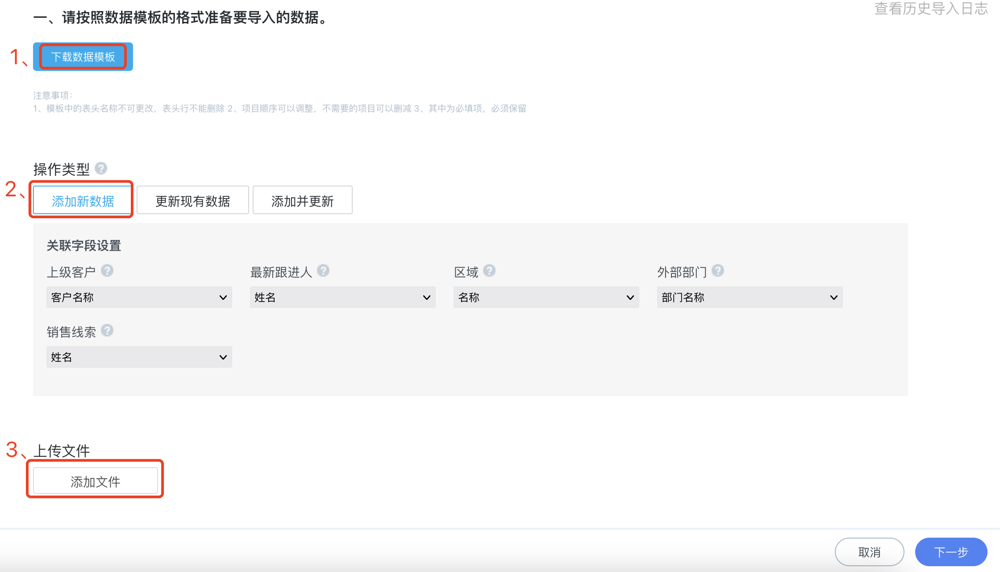 查看历史导入日志
一、请按照数据模板的格式准备要导入的数据。
1、 下载数据模板
注意事项：
1、模板中的表头名称不可更改，表头行不能删除 2、项目顺序可以调整，不需要的项目可以删减 3、其中为必填项，必须保留
操作类型 ?
2、 添加新数据 更新现有数据 添加并更新
关联字段设置
上级客户 ? 最新跟进人 ? 区域 ? 外部部门 ?
客户名称 姓名 名称 部门名称
销售线索 ?
姓名
3、 上传文件
添加文件
取消 下一步